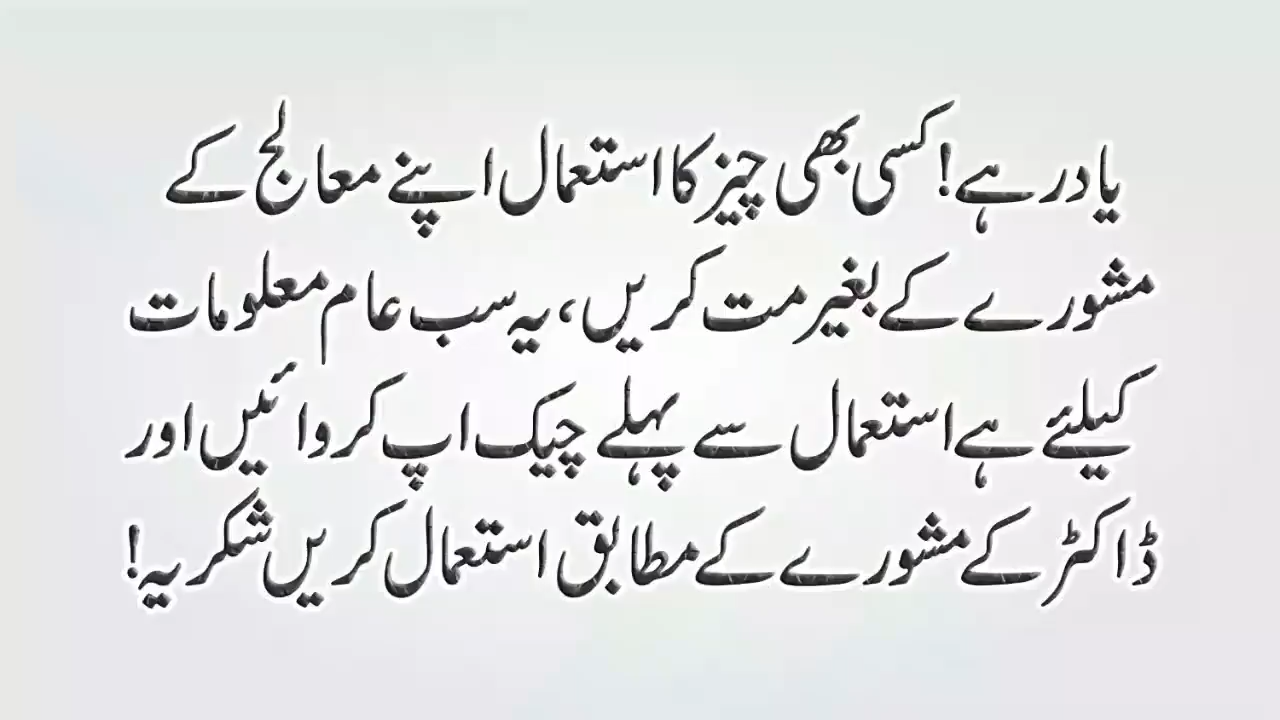 یاد رہے! کسی بھی چیز کا استعمال اپنے معالج کے
مشورے کے بغیر مت کریں، یہ سب عام معلومات
کیلئے ہے استعمال سے پہلے چیک اپ کروائیں اور
ڈاکٹر کے مشورے کے مطابق استعمال کریں شکریہ!